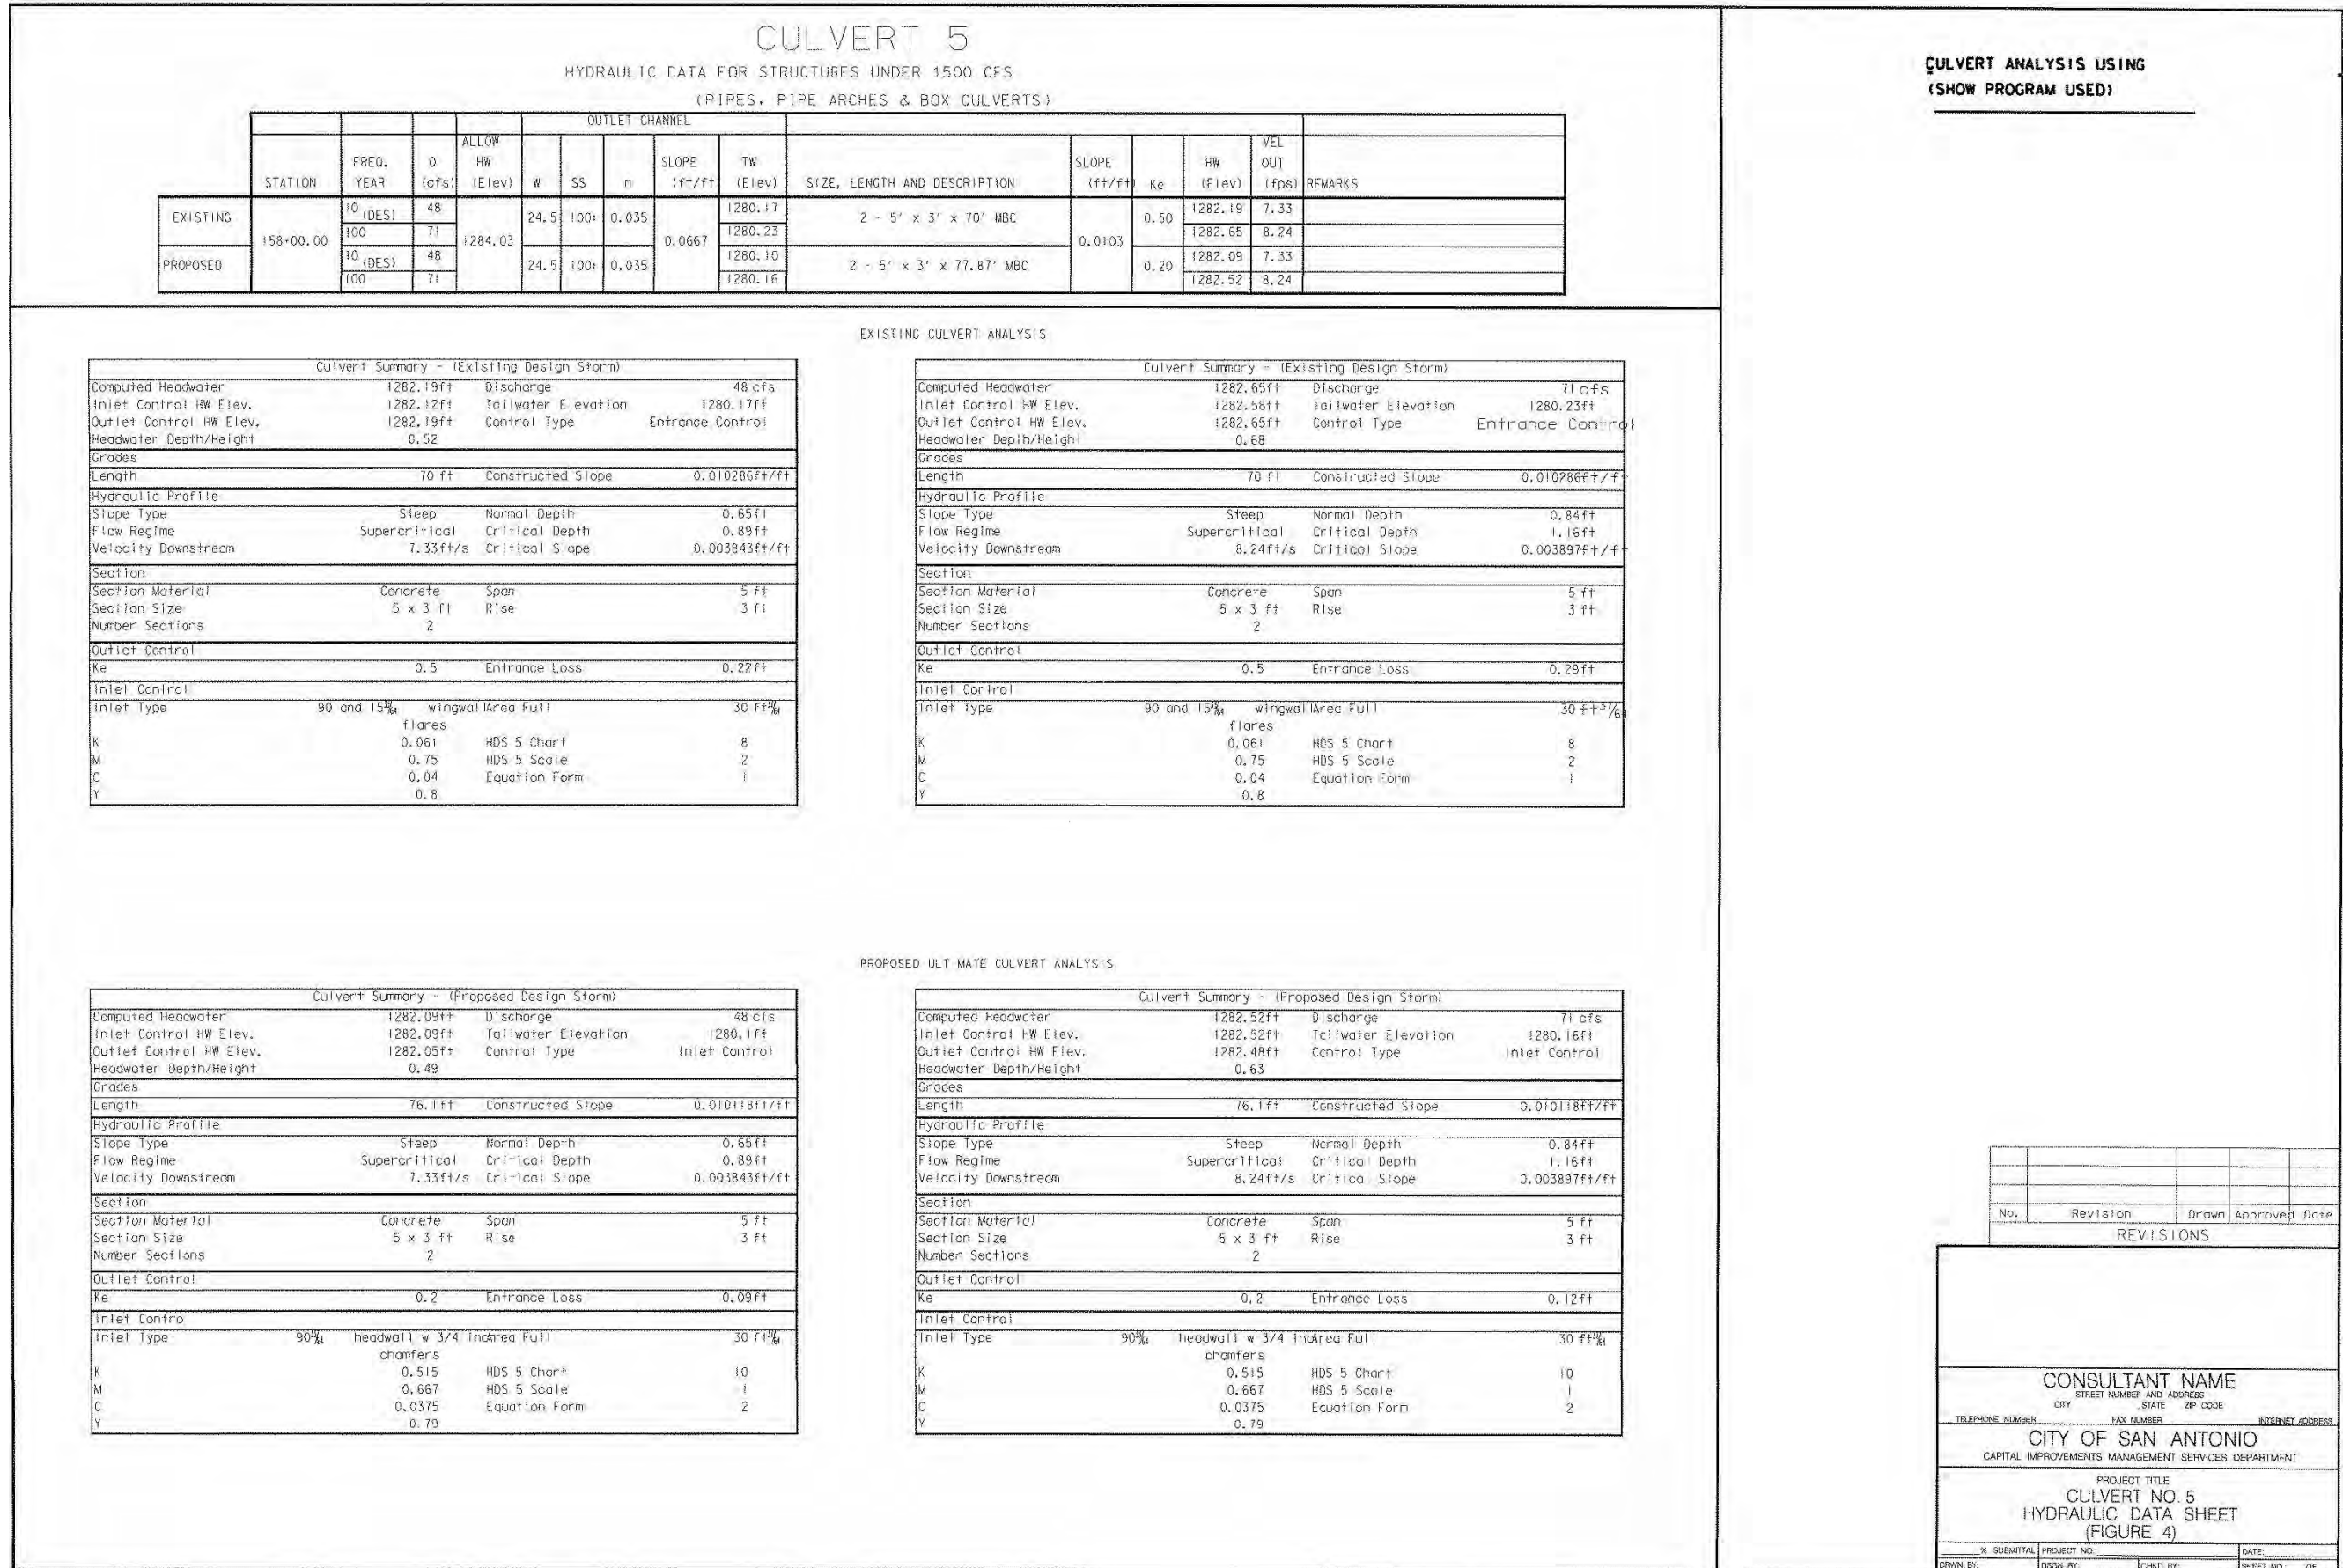 CULVERT 5
HYDRAULIC DATA FOR STRUCTURES UNDER 1500 CFS
(PIPES, PIPE ARCHES & BOX CULVERTS)
OUTLET CHANNEL
STATION FREQ. YEAR Q (cfs) ALLOW HW (Elev) W SS n SLOPE (ft/ft) TW (Elev) SIZE, LENGTH AND DESCRIPTION SLOPE (ft/ft) Ke HW (Elev) VEL OUT (fps) REMARKS
EXISTING 158+00.00 10 (DES) 48 1284.03 24.5 100: 0.035 0.0667 1280.17 2 - 5' x 3' x 70' MBC 0.0103 0.50 1282.19 7.33
100 71 1280.23 1282.65 8.24
PROPOSED 10 (DES) 48 24.5 100: 0.035 1280.10 2 - 5' x 3' x 77.87' MBC 0.20 1282.09 7.33
100 71 1280.16 1282.52 8.24
EXISTING CULVERT ANALYSIS
Culvert Summary - (Existing Design Storm)
Computed Headwater 1282.19ft Discharge 48 cfs
Inlet Control HW Elev. 1282.12ft Tailwater Elevation 1280.17ft
Outlet Control HW Elev. 1282.19ft Control Type Entrance Control
Headwater Depth/Height 0.52
Grades
Length 70 ft Constructed Slope 0.010286ft/ft
Hydraulic Profile
Slope Type Steep Normal Depth 0.65ft
Flow Regime Supercritical Critical Depth 0.89ft
Velocity Downstream 7.33ft/s Critical Slope 0.003843ft/ft
Section
Section Material Concrete Span 5 ft
Section Size 5 x 3 ft Rise 3 ft
Number Sections 2
Outlet Control
Ke 0.5 Entrance Loss 0.22ft
Inlet Control
Inlet Type 90 and 15 wingwall Area Full 30 ft
flares
K 0.061 HDS 5 Chart 8
M 0.75 HDS 5 Scale 2
C 0.04 Equation Form 1
Y 0.8
Culvert Summary - (Existing Design Storm)
Computed Headwater 1282.65ft Discharge 71 cfs
Inlet Control HW Elev. 1282.58ft Tailwater Elevation 1280.23ft
Outlet Control HW Elev. 1282.65ft Control Type Entrance Control
Headwater Depth/Height 0.68
Grades
Length 70 ft Constructed Slope 0.010286ft/f
Hydraulic Profile
Slope Type Steep Normal Depth 0.84ft
Flow Regime Supercritical Critical Depth 1.16ft
Velocity Downstream 8.24ft/s Critical Slope 0.003897ft/f
Section
Section Material Concrete Span 5 ft
Section Size 5 x 3 ft Rise 3 ft
Number Sections 2
Outlet Control
Ke 0.5 Entrance Loss 0.29ft
Inlet Control
Inlet Type 90 and 15 wingwall Area Full 30 ft
flares
K 0.061 HDS 5 Chart 8
M 0.75 HDS 5 Scale 2
C 0.04 Equation Form 1
Y 0.8
PROPOSED ULTIMATE CULVERT ANALYSIS
Culvert Summary - (Proposed Design Storm)
Computed Headwater 1282.09ft Discharge 48 cfs
Inlet Control HW Elev. 1282.09ft Tailwater Elevation 1280.1ft
Outlet Control HW Elev. 1282.05ft Control Type Inlet Control
Headwater Depth/Height 0.49
Grades
Length 76.1ft Constructed Slope 0.010118ft/ft
Hydraulic Profile
Slope Type Steep Normal Depth 0.65ft
Flow Regime Supercritical Critical Depth 0.89ft
Velocity Downstream 7.33ft/s Critical Slope 0.003843ft/ft
Section
Section Material Concrete Span 5 ft
Section Size 5 x 3 ft Rise 3 ft
Number Sections 2
Outlet Control
Ke 0.2 Entrance Loss 0.09ft
Inlet Contro
Inlet Type 90 headwall w 3/4 inch Area Full 30 ft
chamfers
K 0.515 HDS 5 Chart 10
M 0.667 HDS 5 Scale 1
C 0.0375 Equation Form 2
Y 0.79
Culvert Summary - (Proposed Design Storm)
Computed Headwater 1282.52ft Discharge 71 cfs
Inlet Control HW Elev. 1282.52ft Tailwater Elevation 1280.16ft
Outlet Control HW Elev. 1282.48ft Control Type Inlet Control
Headwater Depth/Height 0.63
Grades
Length 76.1ft Constructed Slope 0.010118ft/ft
Hydraulic Profile
Slope Type Steep Normal Depth 0.84ft
Flow Regime Supercritical Critical Depth 1.16ft
Velocity Downstream 8.24ft/s Critical Slope 0.003897ft/ft
Section
Section Material Concrete Span 5 ft
Section Size 5 x 3 ft Rise 3 ft
Number Sections 2
Outlet Control
Ke 0.2 Entrance Loss 0.12ft
Inlet Control
Inlet Type 90 headwall w 3/4 inch Area Full 30 ft
chamfers
K 0.515 HDS 5 Chart 10
M 0.667 HDS 5 Scale 1
C 0.0375 Equation Form 2
Y 0.79
CULVERT ANALYSIS USING
(SHOW PROGRAM USED)
No. Revision Drawn Approved Date
REVISIONS
CONSULTANT NAME
STREET NUMBER AND ADDRESS
CITY STATE ZIP CODE
TELEPHONE NUMBER FAX NUMBER INTERNET ADDRESS
CITY OF SAN ANTONIO
CAPITAL IMPROVEMENTS MANAGEMENT SERVICES DEPARTMENT
PROJECT TITLE
CULVERT NO. 5
HYDRAULIC DATA SHEET
(FIGURE 4)
% SUBMITTAL PROJECT NO.: DATE:
DRWN. BY: DSGN. BY: CHKD. BY: SHEET NO.: OF